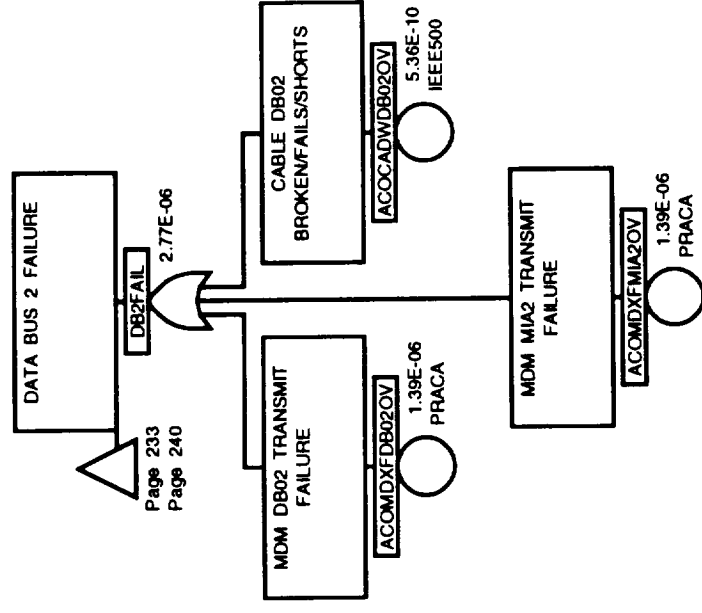 DATA BUS 2 FAILURE
DB2FAIL
2.77E-06
Page 233
Page 240
MDM DB02 TRANSMIT
FAILURE
ACOMDXFDB02OV
1.39E-06
PRACA
CABLE DB02
BROKEN/FAILS/SHORTS
ACOCADWDB02OV
5.36E-10
IEEE500
MDM MIA2 TRANSMIT
FAILURE
ACOMDXFMIA2OV
1.39E-06
PRACA